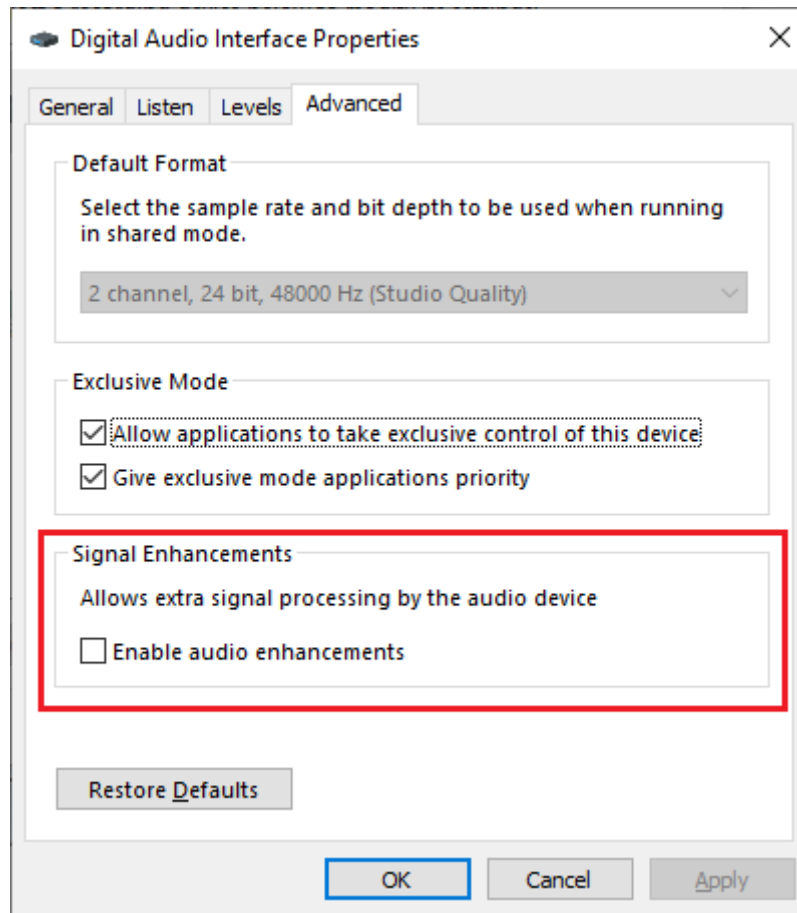 Digital Audio Interface Properties
General
Listen
Levels
Advanced
Default Format
Select the sample rate and bit depth to be used when running
in shared mode.
2 channel, 24 bit, 48000 Hz (Studio Quality)
Exclusive Mode
Allow applications to take exclusive control of this device
Give exclusive mode applications priority
Signal Enhancements
Allows extra signal processing by the audio device
Enable audio enhancements
Restore Defaults
OK
Cancel
Apply